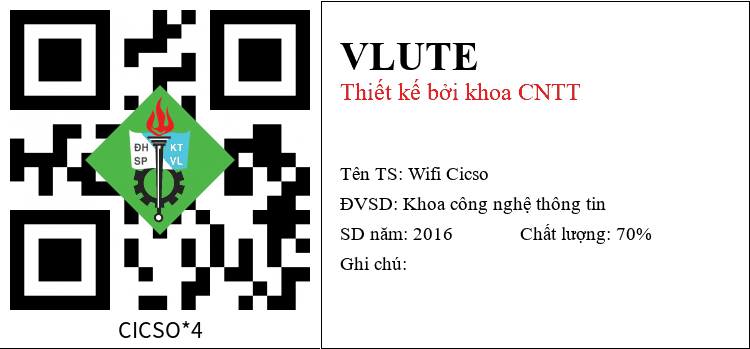 ĐH
KT
SP
VL
CICSO*4
VLUTE
Thiết kế bởi khoa CNTT
Tên TS: Wifi Cicso
ĐVSD: Khoa công nghệ thông tin
SD năm: 2016 Chất lượng: 70%
Ghi chú: